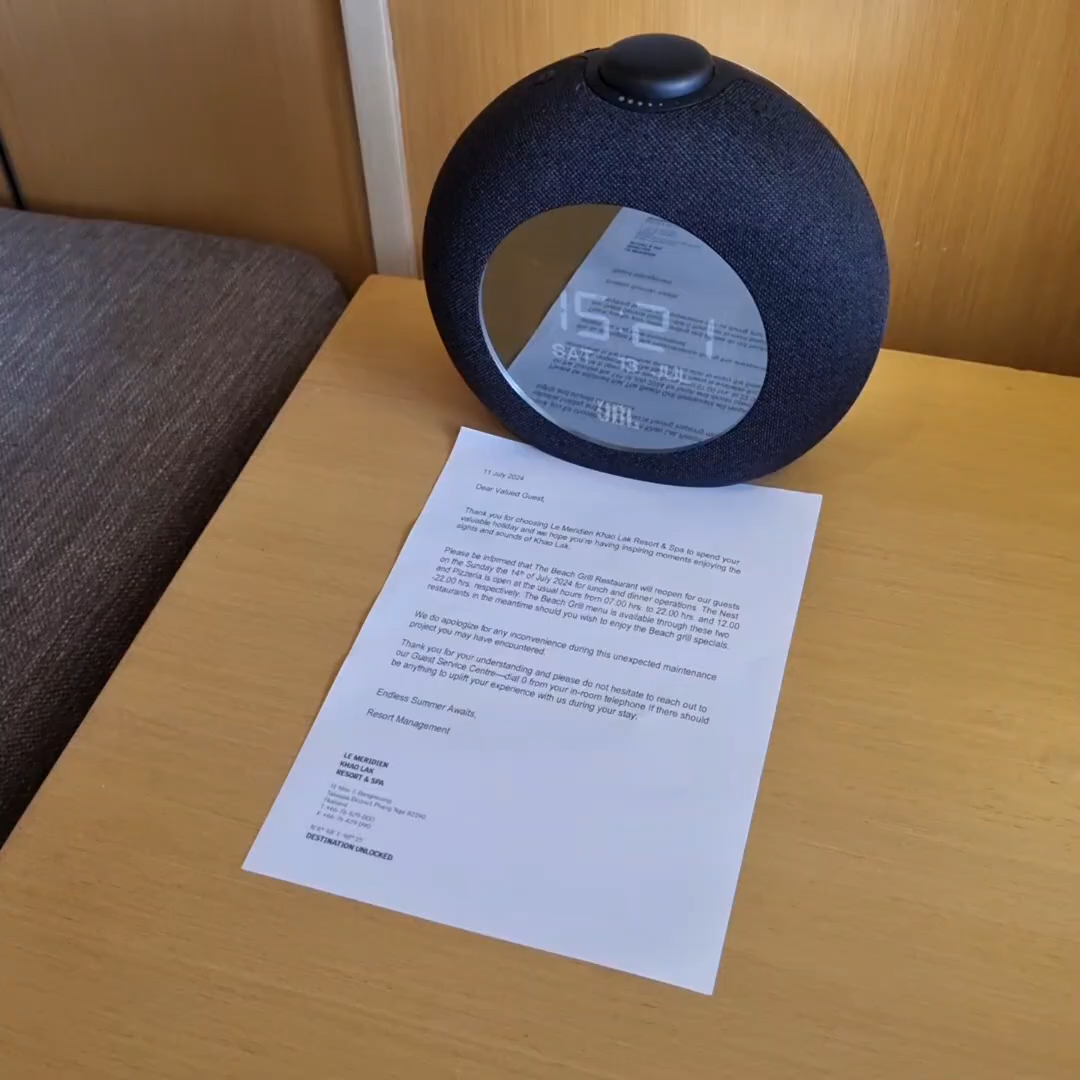 15 21
SAT 13 JUL
JBL
11 July 2024
Dear Valued Guest,
Thank you for choosing Le Meridien Khao Lak Resort & Spa to spend your
valuable holiday and we hope you're having inspiring moments enjoying the
sights and sounds of Khao Lak.
Please be informed that The Beach Grill Restaurant will reopen for our guests
on the Sunday the 14th of July 2024 for lunch and dinner operations. The Nest
and Pizzeria is open at the usual hours from 07.00 hrs. to 22.00 hrs. and 12.00
-22.00 hrs. respectively. The Beach Grill menu is available through these two
restaurants in the meantime should you wish to enjoy the Beach grill specials.
We do apologize for any inconvenience during this unexpected maintenance
project you may have encountered.
Thank you for your understanding and please do not hesitate to reach out to
our Guest Service Centre—dial 0 from your in-room telephone if there should
be anything to uplift your experience with us during your stay.
Endless Summer Awaits,
Resort Management
LE MERIDIEN
KHAO LAK
RESORT & SPA
Thailand
DESTINATION UNLOCKED